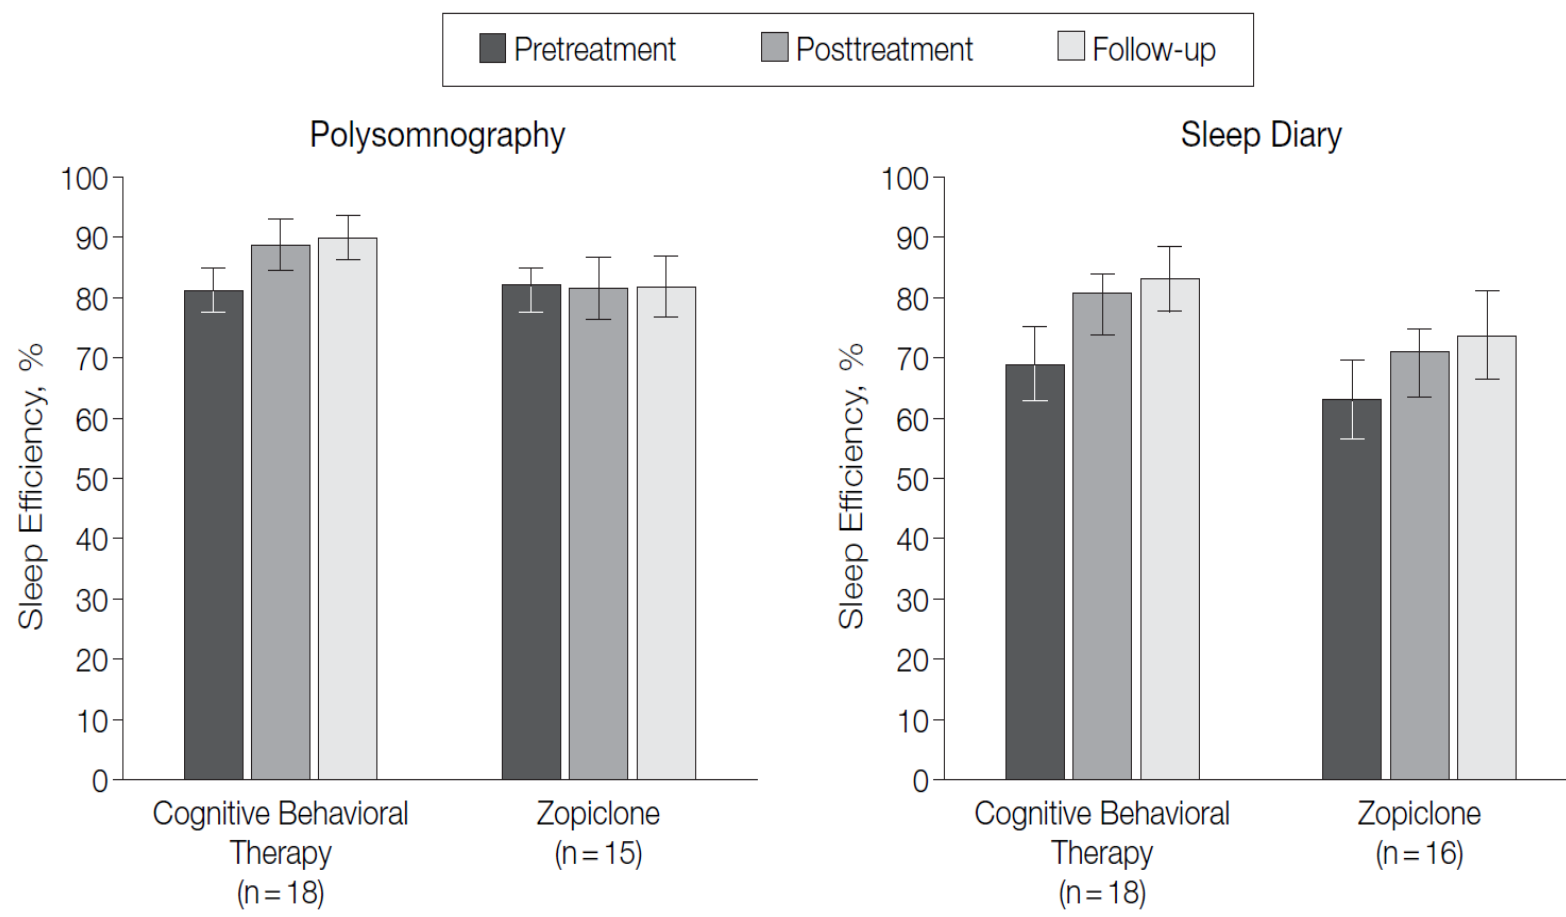 Pretreatment Posttreatment Follow-up
Polysomnography
100
90
80
70
60
50
40
30
20
10
0
Sleep Efficiency, %
Cognitive Behavioral
Therapy
(n = 18)
Zopiclone
(n = 15)
Sleep Diary
100
90
80
70
60
50
40
30
20
10
0
Sleep Efficiency, %
Cognitive Behavioral
Therapy
(n = 18)
Zopiclone
(n = 16)